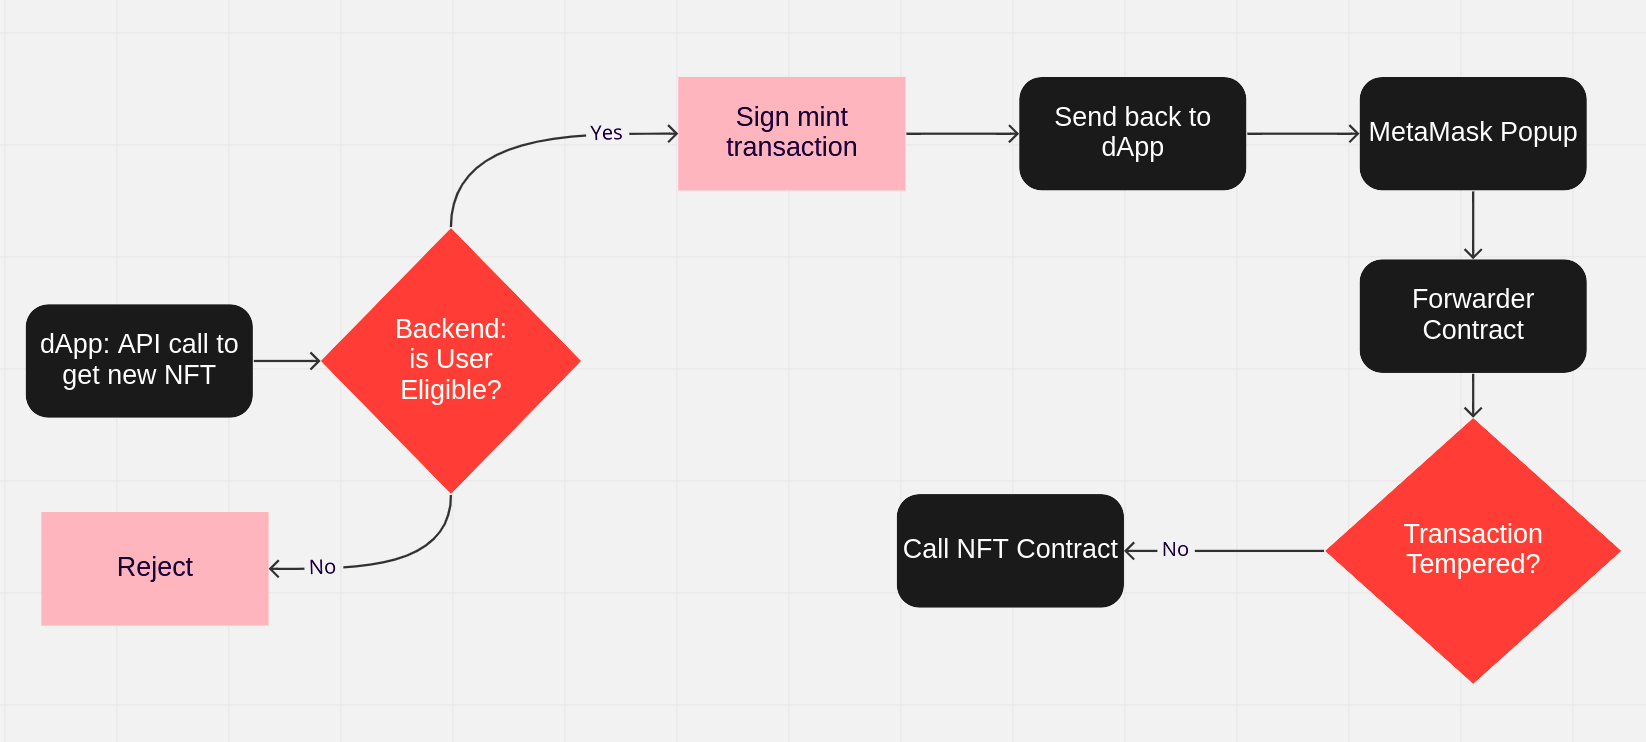 dApp: API call to
get new NFT
Backend:
is User
Eligible?
Yes
Sign mint
transaction
Send back to
dApp
MetaMask Popup
Forwarder
Contract
Transaction
Tempered?
No
Call NFT Contract
No
Reject